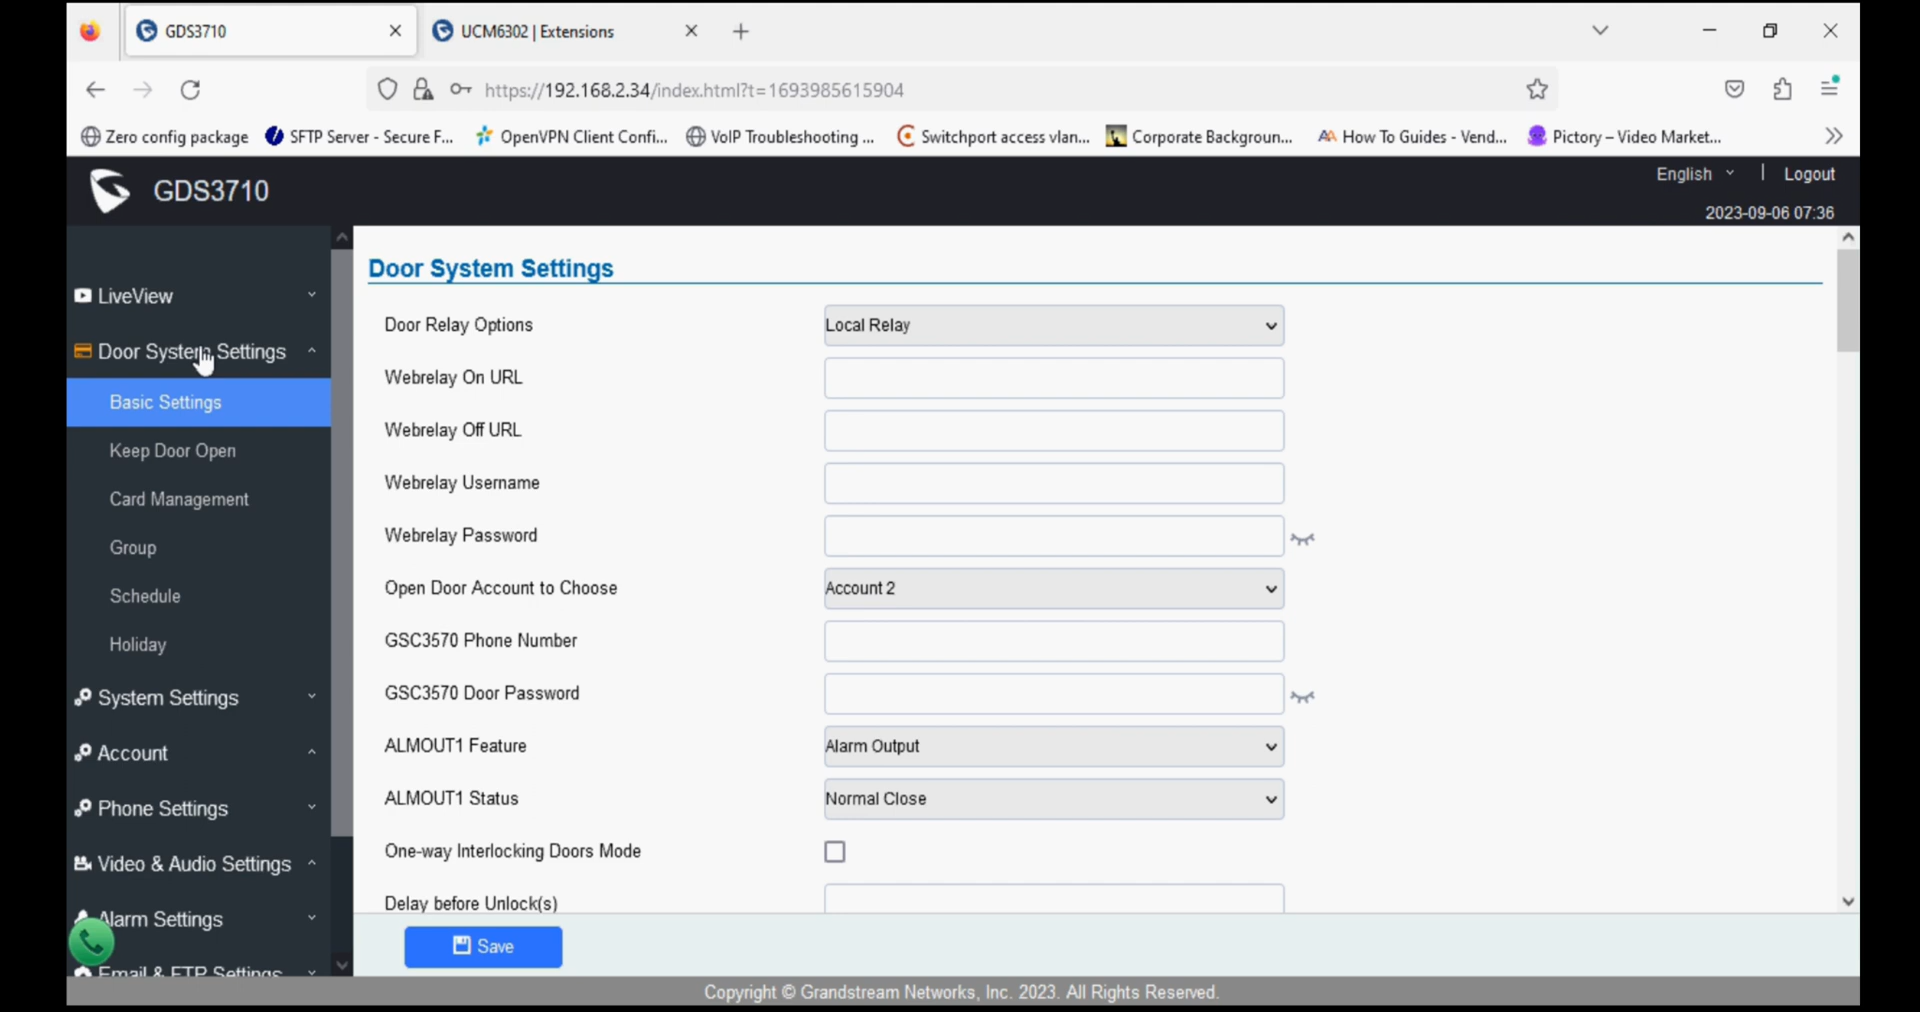 GDS3710
UCM6302 | Extensions
https://192.168.2.34/index.html?t=1693985615904
Zero config package
SFTP Server - Secure F...
OpenVPN Client Confi...
VoIP Troubleshooting ...
Switchport access vlan...
Corporate Backgroun...
How To Guides - Vend...
Pictory – Video Market...
GDS3710
English
Logout
2023-09-06 07:36
LiveView
Door System Settings
Basic Settings
Keep Door Open
Card Management
Group
Schedule
Holiday
System Settings
Account
Phone Settings
Video & Audio Settings
Alarm Settings
Email & FTP Settings
Door System Settings
Door Relay Options
Local Relay
Webrelay On URL
Webrelay Off URL
Webrelay Username
Webrelay Password
Open Door Account to Choose
Account 2
GSC3570 Phone Number
GSC3570 Door Password
ALMOUT1 Feature
Alarm Output
ALMOUT1 Status
Normal Close
One-way Interlocking Doors Mode
Delay before Unlock(s)
Save
Copyright © Grandstream Networks, Inc. 2023. All Rights Reserved.